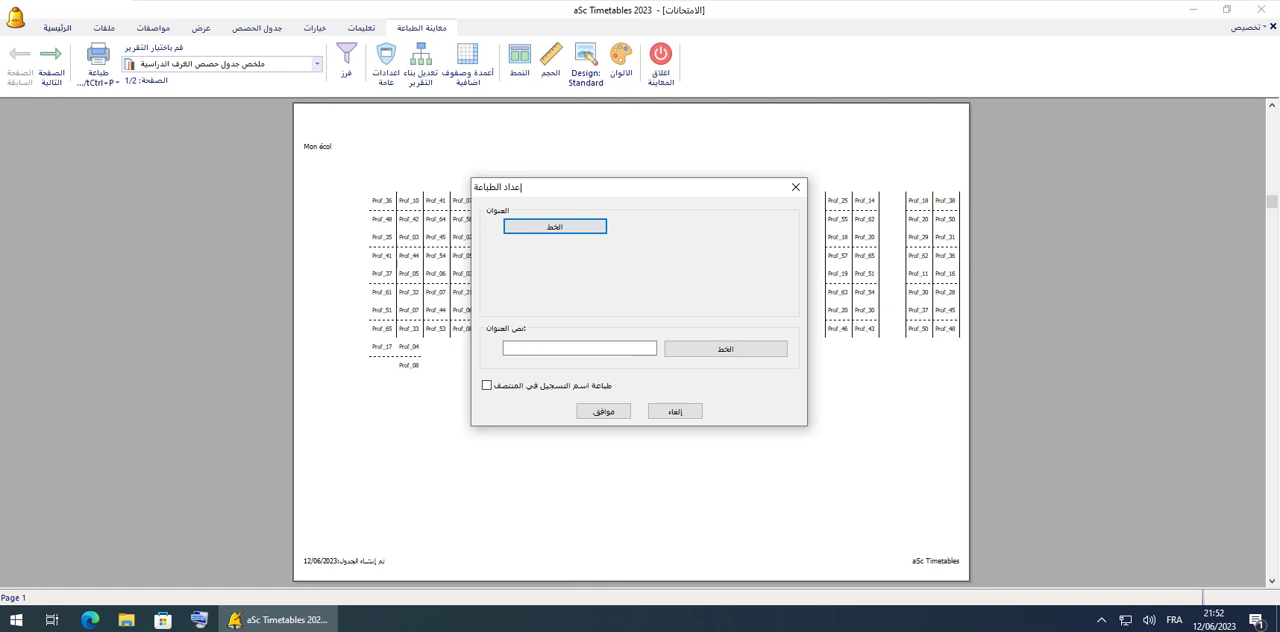 aSc Timetables 2023 - [الامتحانات]
الرئيسية
ملفات
مواصفات
عرض
جدول الحصص
خيارات
تعليمات
معاينة الطباعة
تخصيص
الصفحة السابقة
الصفحة التالية
طباعة
...‎/tCtrl+P
قم باختيار التقرير
ملخص جدول حصص الغرف الدراسية
الصفحة: 1/2
فرز
اعدادات عامة
تعديل بناء التقرير
أعمدة وصفوف اضافية
النمط
الحجم
Design: Standard
الالوان
اغلاق المعاينة
Mon écol
Prof_36 Prof_10 Prof_41
Prof_25 Prof_14 Prof_18 Prof_38
Prof_48 Prof_42 Prof_64
Prof_55 Prof_62 Prof_20 Prof_50
Prof_35 Prof_03 Prof_45
Prof_18 Prof_20 Prof_29 Prof_31
Prof_41 Prof_44 Prof_54
Prof_57 Prof_65 Prof_62 Prof_36
Prof_37 Prof_05 Prof_06
Prof_19 Prof_51 Prof_11 Prof_16
Prof_61 Prof_32 Prof_07
Prof_63 Prof_54 Prof_30 Prof_28
Prof_51 Prof_07 Prof_44
Prof_20 Prof_30 Prof_37 Prof_45
Prof_65 Prof_33 Prof_53
Prof_46 Prof_43 Prof_50 Prof_48
Prof_17 Prof_04
Prof_08
إعداد الطباعة
العنوان
الخط
نص العنوان:
الخط
طباعة اسم التسجيل في المنتصف
موافق
إلغاء
تم إنشاء الجدول:12/06/2023
aSc Timetables
Page 1
aSc Timetables 202...
FRA
21:52
12/06/2023
1